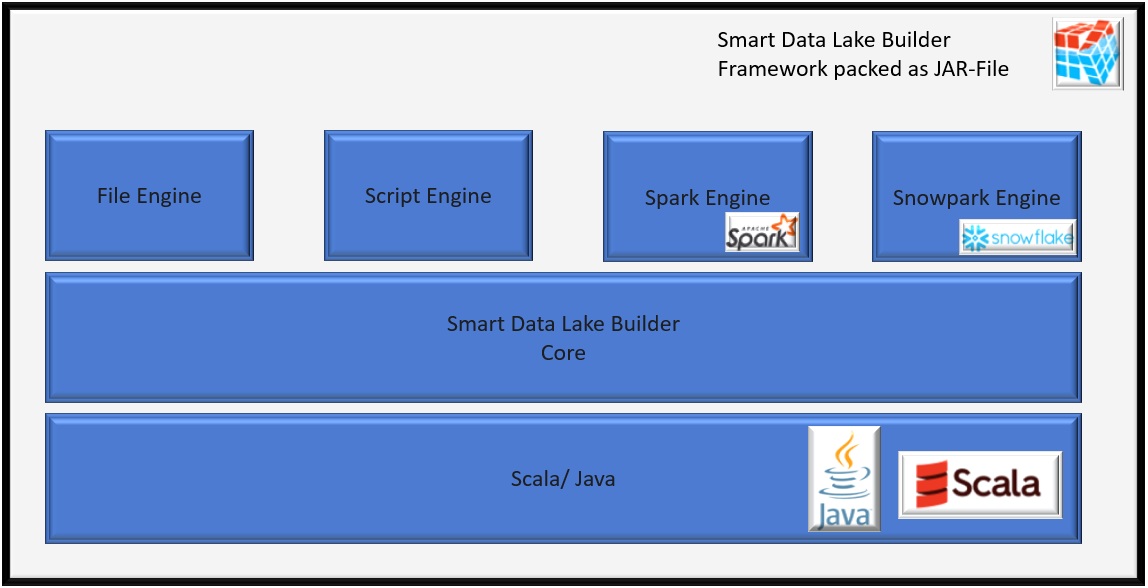 Smart Data Lake Builder
Framework packed as JAR-File
File Engine
Script Engine
Spark Engine
APACHE
Spark
Snowpark Engine
snowflake
Smart Data Lake Builder
Core
Scala/ Java
Java
Scala